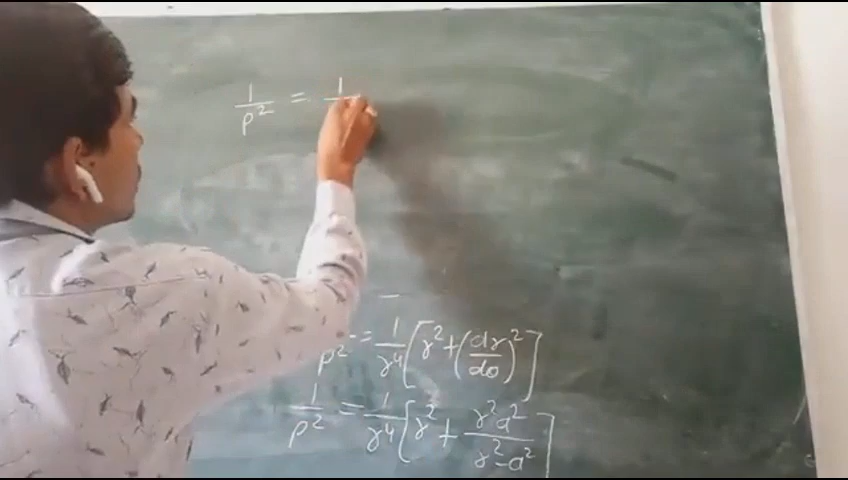 1/p² = 1/
1/p² = 1/r⁴ [r² + (dr/dθ)²]
1/p² = 1/r⁴ [r² + r²a²/r²-a²]